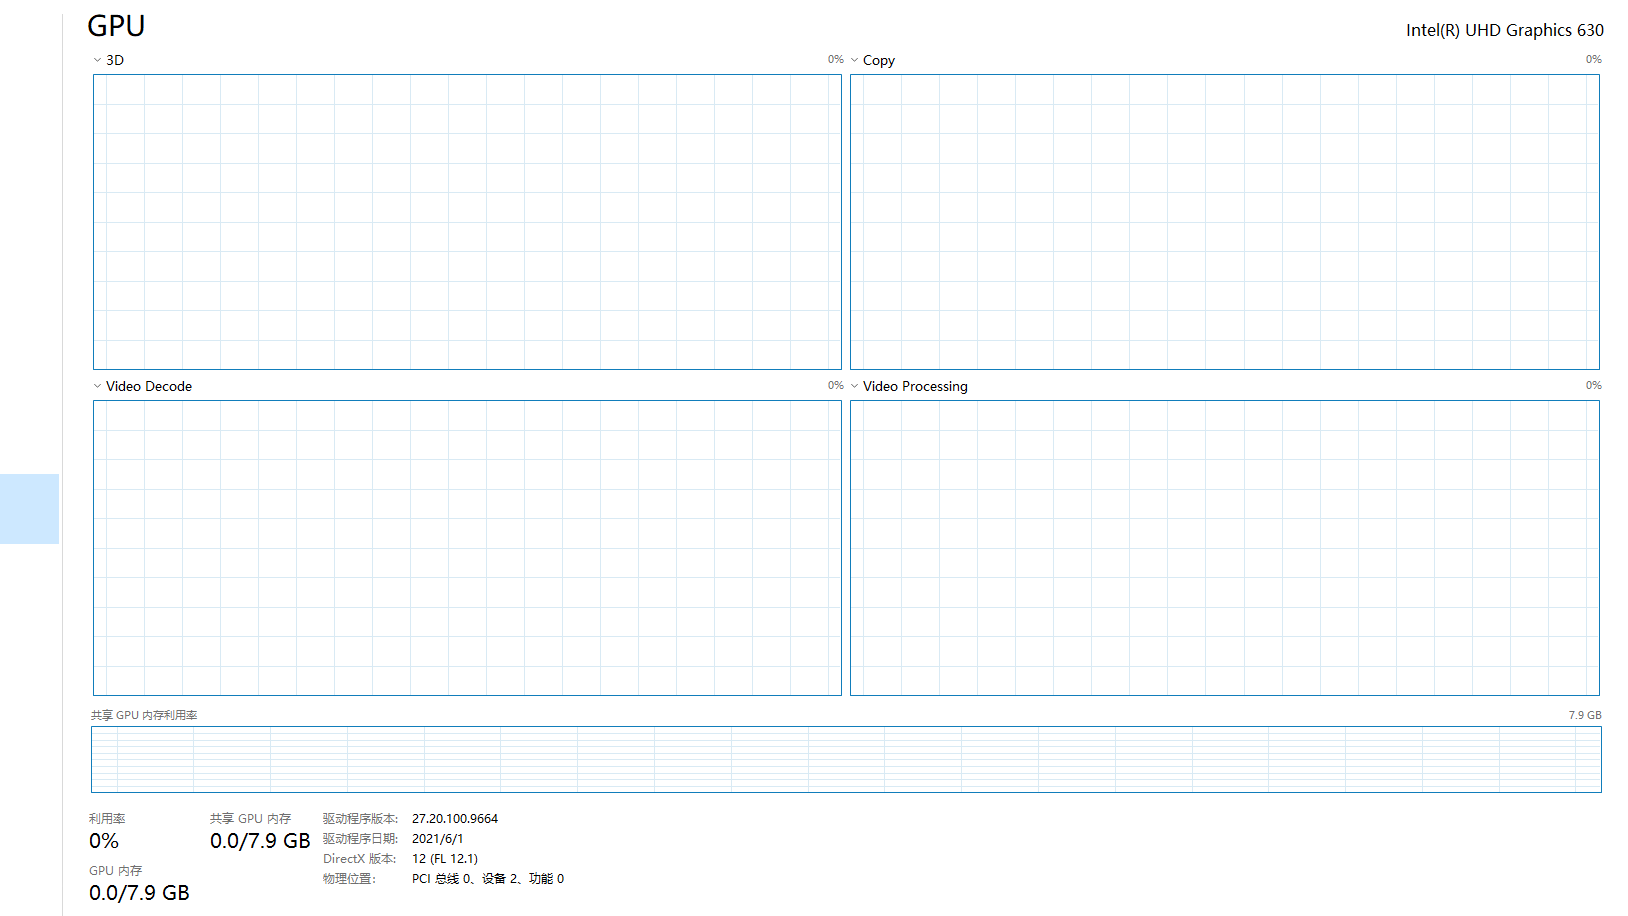 GPU
Intel(R) UHD Graphics 630
3D 0%
Copy 0%
Video Decode 0%
Video Processing 0%
共享 GPU 内存利用率 7.9 GB
利用率
0%
共享 GPU 内存
0.0/7.9 GB
GPU 内存
0.0/7.9 GB
驱动程序版本: 27.20.100.9664
驱动程序日期: 2021/6/1
DirectX 版本: 12 (FL 12.1)
物理位置: PCI 总线 0、设备 2、功能 0